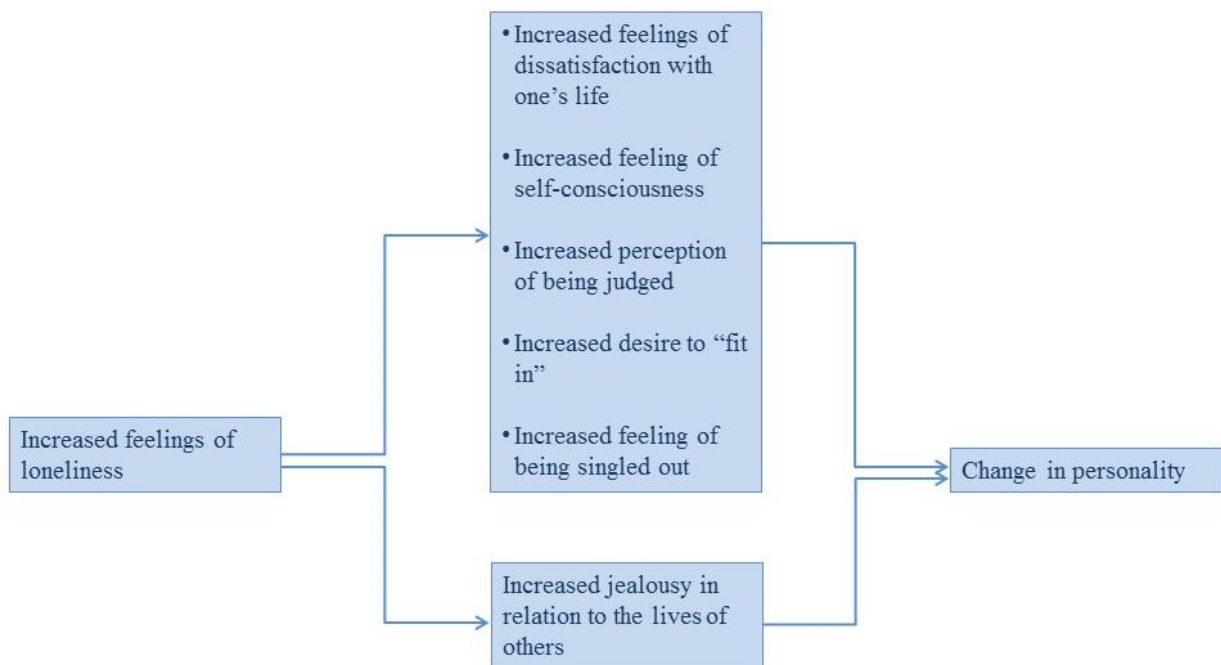 • Increased feelings of
dissatisfaction with
one’s life
• Increased feeling of
self-consciousness
• Increased perception
of being judged
• Increased desire to “fit
in”
• Increased feeling of
being singled out
Increased feelings of
loneliness
Change in personality
Increased jealousy in
relation to the lives of
others